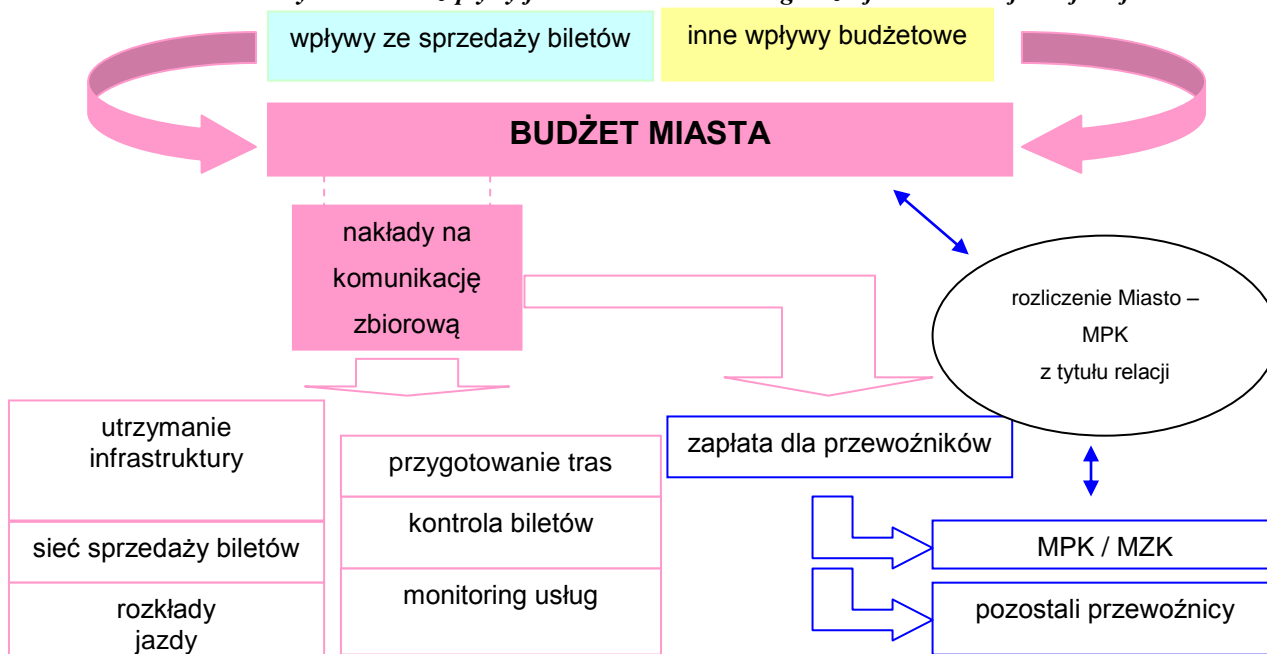 wpływy ze sprzedaży biletów
inne wpływy budżetowe
BUDŻET MIASTA
nakłady na
komunikację
zbiorową
rozliczenie Miasto –
MPK
z tytułu relacji
utrzymanie
infrastruktury
przygotowanie tras
zapłata dla przewoźników
sieć sprzedaży biletów
kontrola biletów
MPK / MZK
rozkłady
jazdy
monitoring usług
pozostali przewoźnicy